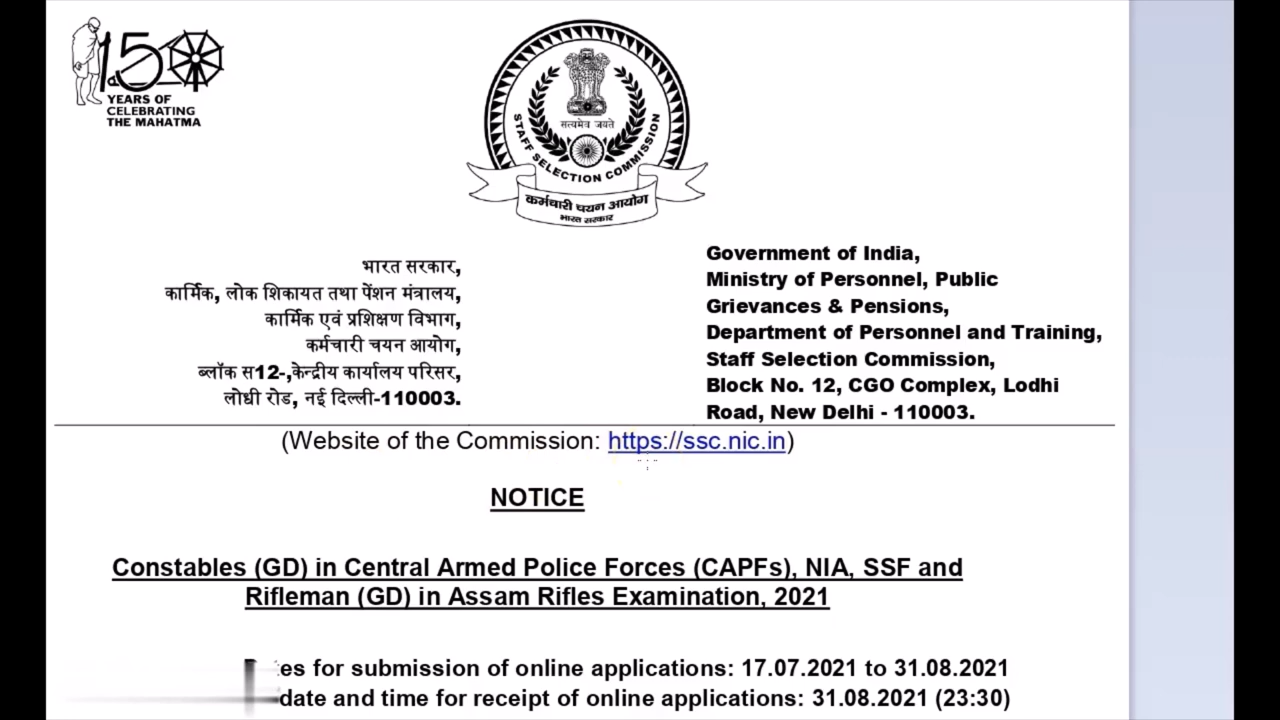 150
YEARS OF
CELEBRATING
THE MAHATMA
सत्यमेव जयते
STAFF SELECTION COMMISSION
कर्मचारी चयन आयोग
भारत सरकार
भारत सरकार,
कार्मिक, लोक शिकायत तथा पेंशन मंत्रालय,
कार्मिक एवं प्रशिक्षण विभाग,
कर्मचारी चयन आयोग,
ब्लॉक स12-,केन्द्रीय कार्यालय परिसर,
लोधी रोड, नई दिल्ली-110003.
Government of India,
Ministry of Personnel, Public
Grievances & Pensions,
Department of Personnel and Training,
Staff Selection Commission,
Block No. 12, CGO Complex, Lodhi
Road, New Delhi - 110003.
(Website of the Commission: https://ssc.nic.in)
NOTICE
Constables (GD) in Central Armed Police Forces (CAPFs), NIA, SSF and
Rifleman (GD) in Assam Rifles Examination, 2021
for submission of online applications: 17.07.2021 to 31.08.2021
date and time for receipt of online applications: 31.08.2021 (23:30)